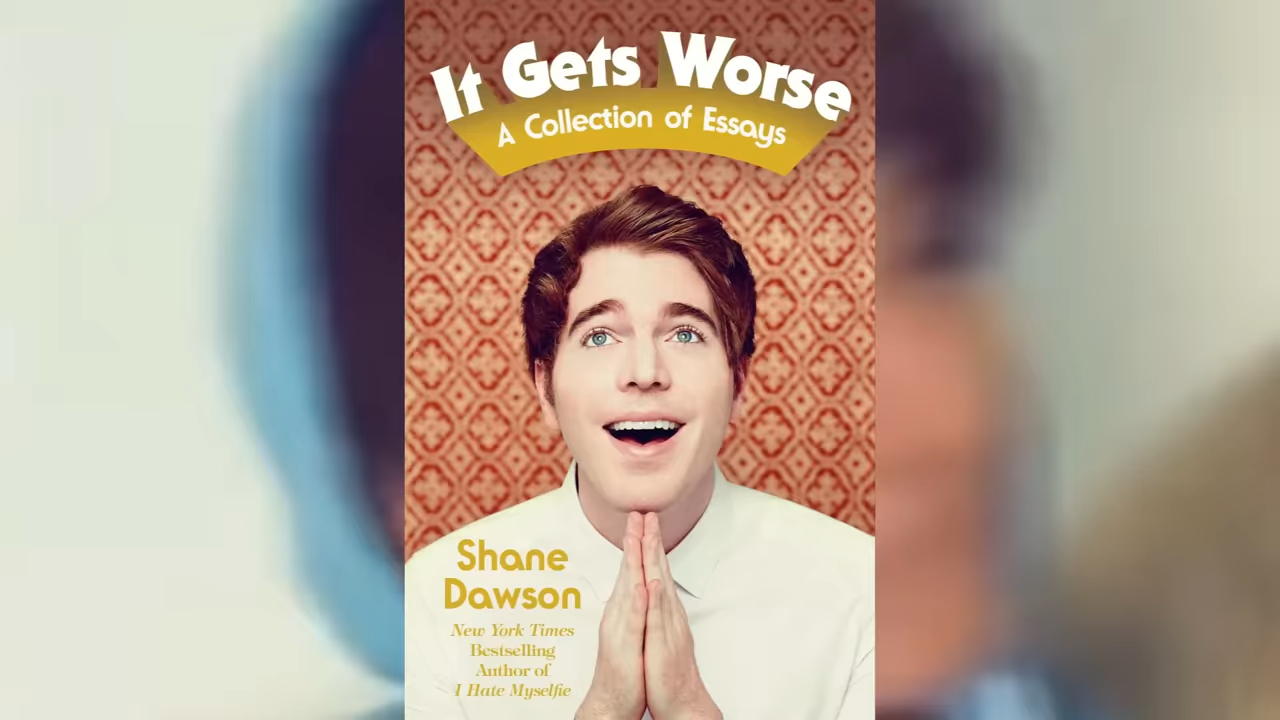 It Gets Worse
A Collection of Essays
Shane
Dawson
New York Times
Bestselling
Author of
I Hate Myselfie